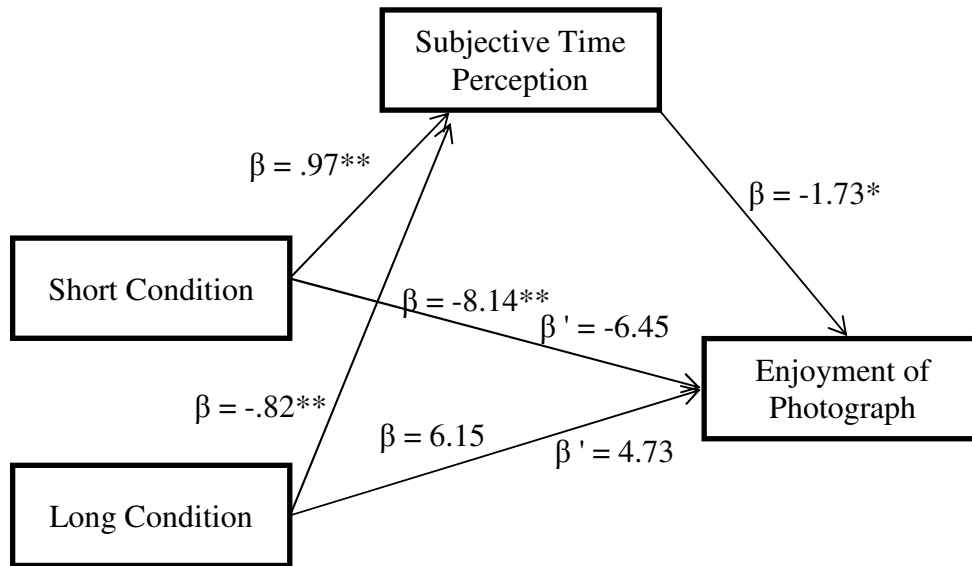 Subjective Time
Perception
β = .97**
β = -1.73*
Short Condition
β = -8.14**
β ' = -6.45
Enjoyment of
Photograph
β = -.82**
β = 6.15
β ' = 4.73
Long Condition